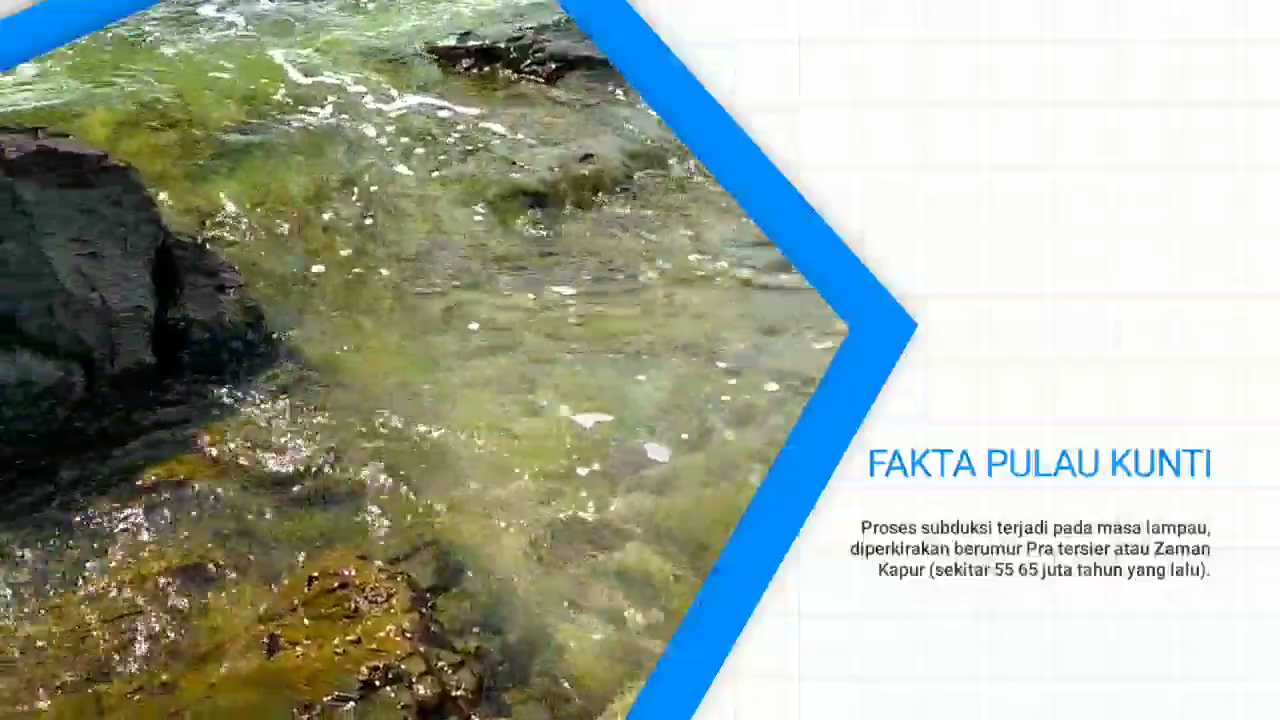 FAKTA PULAU KUNTI
Proses subduksi terjadi pada masa lampau,
diperkirakan berumur Pra tersier atau Zaman
Kapur (sekitar 55 65 juta tahun yang lalu).